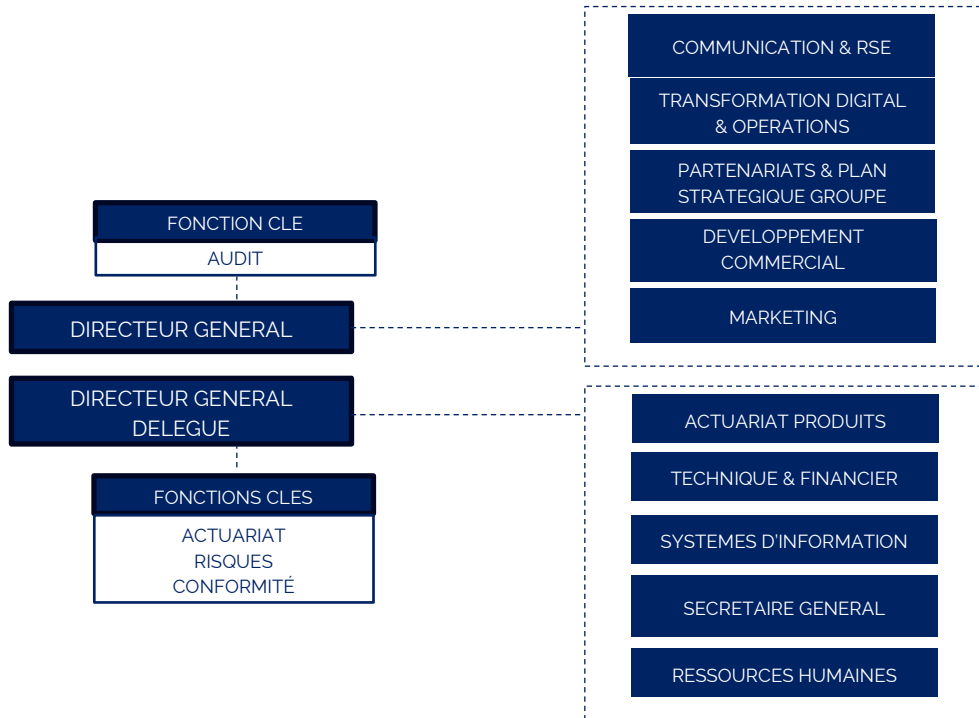 COMMUNICATION & RSE
TRANSFORMATION DIGITAL
& OPERATIONS
PARTENARIATS & PLAN
STRATEGIQUE GROUPE
DEVELOPPEMENT
COMMERCIAL
MARKETING
FONCTION CLE
AUDIT
DIRECTEUR GENERAL
DIRECTEUR GENERAL
DELEGUE
FONCTIONS CLES
ACTUARIAT
RISQUES
CONFORMITÉ
ACTUARIAT PRODUITS
TECHNIQUE & FINANCIER
SYSTEMES D'INFORMATION
SECRETAIRE GENERAL
RESSOURCES HUMAINES